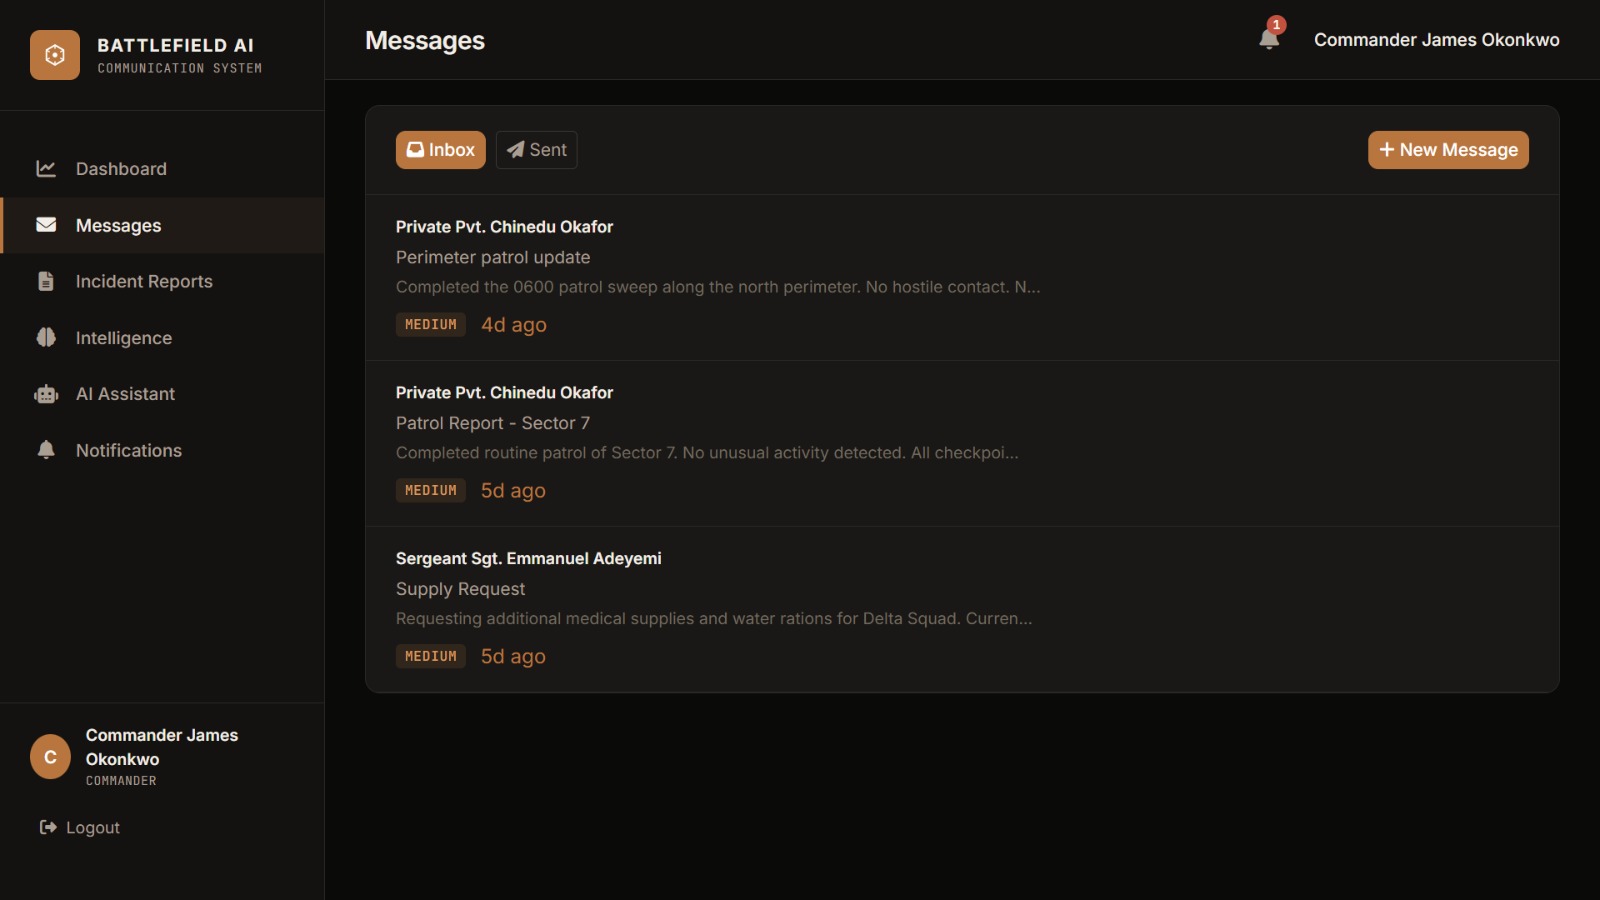 BATTLEFIELD AI
COMMUNICATION SYSTEM
Dashboard
Messages
Incident Reports
Intelligence
AI Assistant
Notifications
C
Commander James
Okonkwo
COMMANDER
Logout
Messages
1
Commander James Okonkwo
Inbox
Sent
New Message
Private Pvt. Chinedu Okafor
Perimeter patrol update
Completed the 0600 patrol sweep along the north perimeter. No hostile contact. N...
MEDIUM 4d ago
Private Pvt. Chinedu Okafor
Patrol Report - Sector 7
Completed routine patrol of Sector 7. No unusual activity detected. All checkpoi...
MEDIUM 5d ago
Sergeant Sgt. Emmanuel Adeyemi
Supply Request
Requesting additional medical supplies and water rations for Delta Squad. Curren...
MEDIUM 5d ago